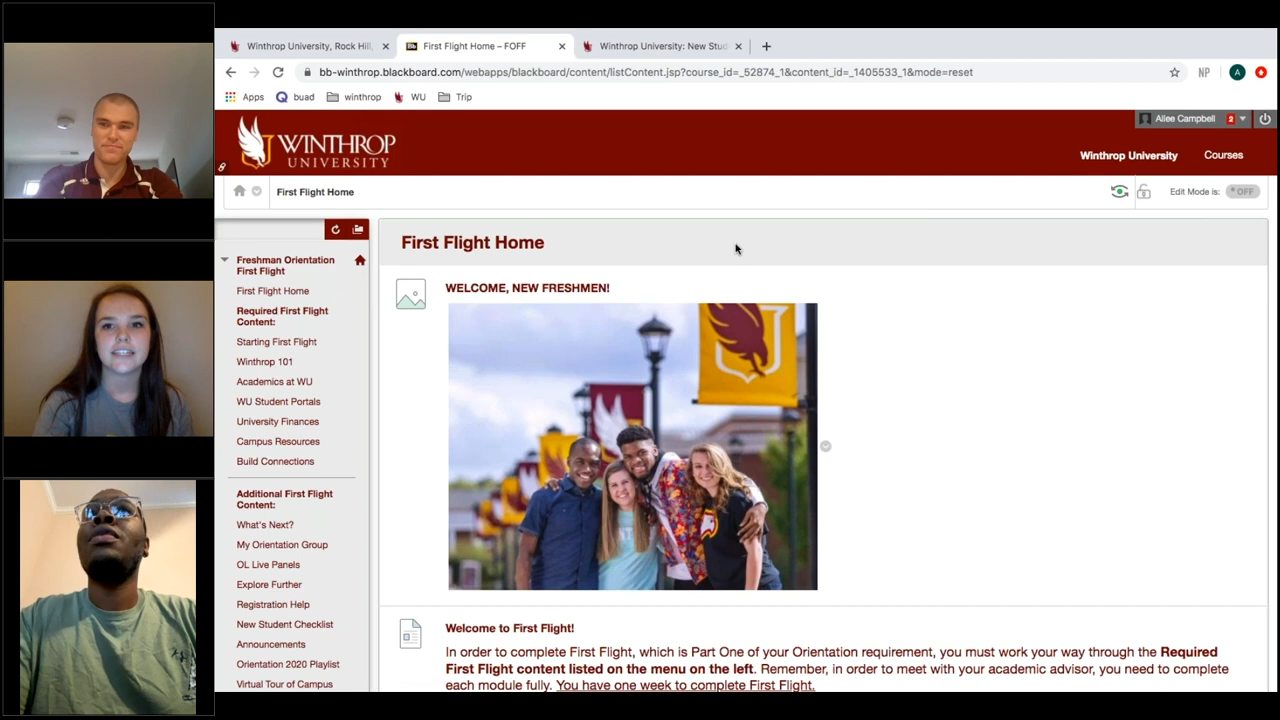 Winthrop University, Rock Hill,
First Flight Home – FOFF
Winthrop University: New Stud
bb-winthrop.blackboard.com/webapps/blackboard/content/listContent.jsp?course_id=_52874_1&content_id=_1405533_1&mode=reset
NP
A
Apps
buad
winthrop
WU
Trip
WINTHROP
UNIVERSITY
Ailee Campbell
2
Winthrop University
Courses
First Flight Home
Edit Mode is:
OFF
Freshman Orientation
First Flight
First Flight Home
Required First Flight
Content:
Starting First Flight
Winthrop 101
Academics at WU
WU Student Portals
University Finances
Campus Resources
Build Connections
Additional First Flight
Content:
What's Next?
My Orientation Group
OL Live Panels
Explore Further
Registration Help
New Student Checklist
Announcements
Orientation 2020 Playlist
Virtual Tour of Campus
First Flight Home
WELCOME, NEW FRESHMEN!
Welcome to First Flight!
In order to complete First Flight, which is Part One of your Orientation requirement, you must work your way through the Required
First Flight content listed on the menu on the left. Remember, in order to meet with your academic advisor, you need to complete
each module fully. You have one week to complete First Flight.